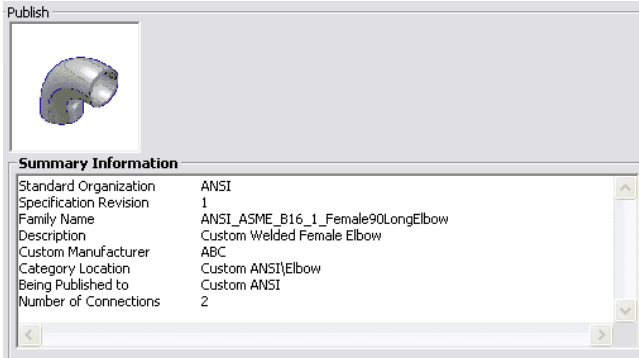 Publish
Summary Information
Standard Organization ANSI
Specification Revision 1
Family Name ANSI_ASME_B16_1_Female90LongElbow
Description Custom Welded Female Elbow
Custom Manufacturer ABC
Category Location Custom ANSI\Elbow
Being Published to Custom ANSI
Number of Connections 2